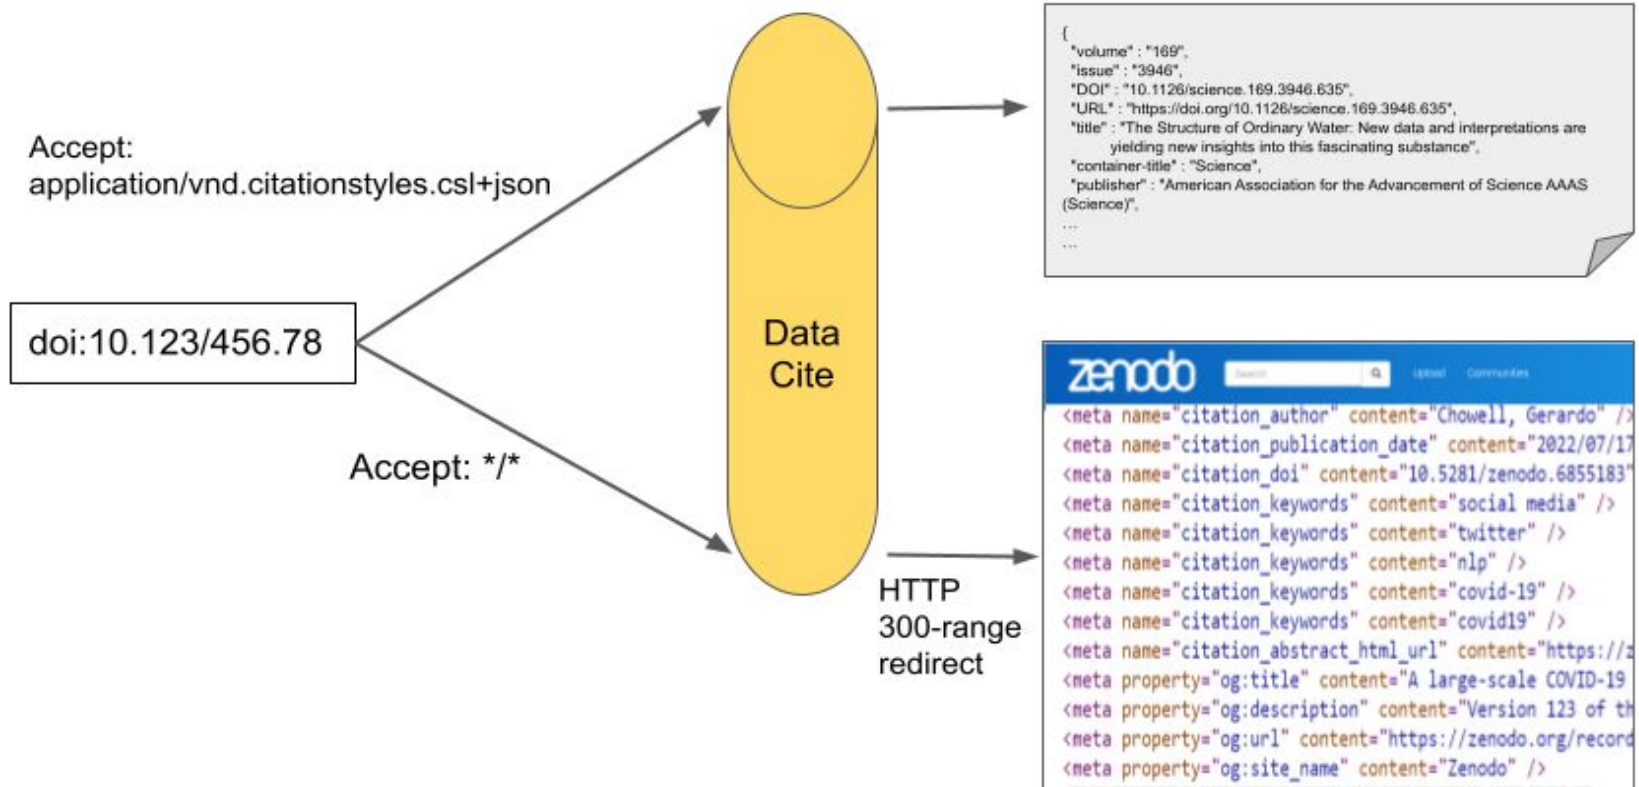 Accept:
application/vnd.citationstyles.csl+json
doi:10.123/456.78
Accept: */*
Data
Cite
HTTP
300-range
redirect
{
"volume" : "169",
"issue" : "3946",
"DOI" : "10.1126/science.169.3946.635",
"URL" : "https://doi.org/10.1126/science.169.3946.635",
"title" : "The Structure of Ordinary Water: New data and interpretations are
yielding new insights into this fascinating substance",
"container-title" : "Science",
"publisher" : "American Association for the Advancement of Science AAAS
(Science)",
...
...
zenodo Search Upload Communities
<meta name="citation_author" content="Chowell, Gerardo" />
<meta name="citation_publication_date" content="2022/07/17
<meta name="citation_doi" content="10.5281/zenodo.6855183"
<meta name="citation_keywords" content="social media" />
<meta name="citation_keywords" content="twitter" />
<meta name="citation_keywords" content="nlp" />
<meta name="citation_keywords" content="covid-19" />
<meta name="citation_keywords" content="covid19" />
<meta name="citation_abstract_html_url" content="https://z
<meta property="og:title" content="A large-scale COVID-19
<meta property="og:description" content="Version 123 of th
<meta property="og:url" content="https://zenodo.org/record
<meta property="og:site_name" content="Zenodo" />